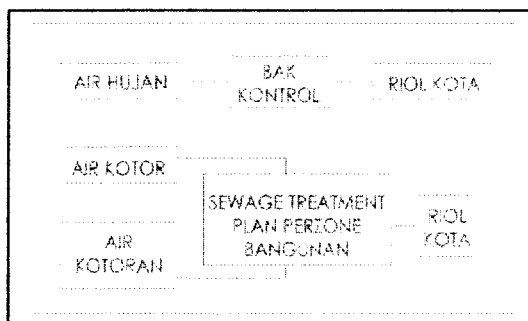 AIR HUJAN
BAK
KONTROL
RIOL KOTA
AIR KOTOR
SEWAGE TREATMENT
PLAN PERZONE
BANGUNAN
RIOL
KOTA
AIR
KOTORAN